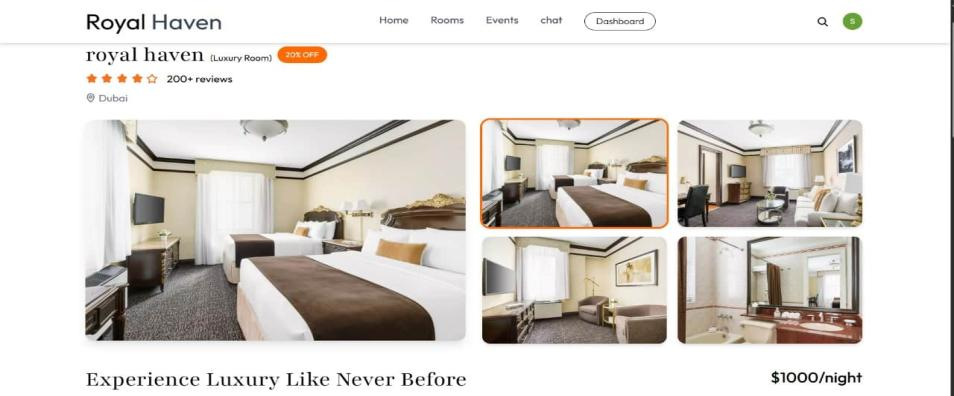 Royal Haven
Home Rooms Events chat Dashboard
S
royal haven (Luxury Room) 20% OFF
200+ reviews
Dubai
Experience Luxury Like Never Before
$1000/night